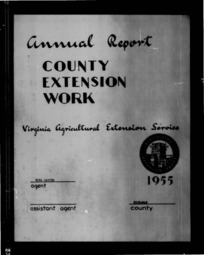 Annual Report
COUNTY
EXTENSION
WORK
Virginia Agricultural Extension Service
1955
agent
assistant agent
county